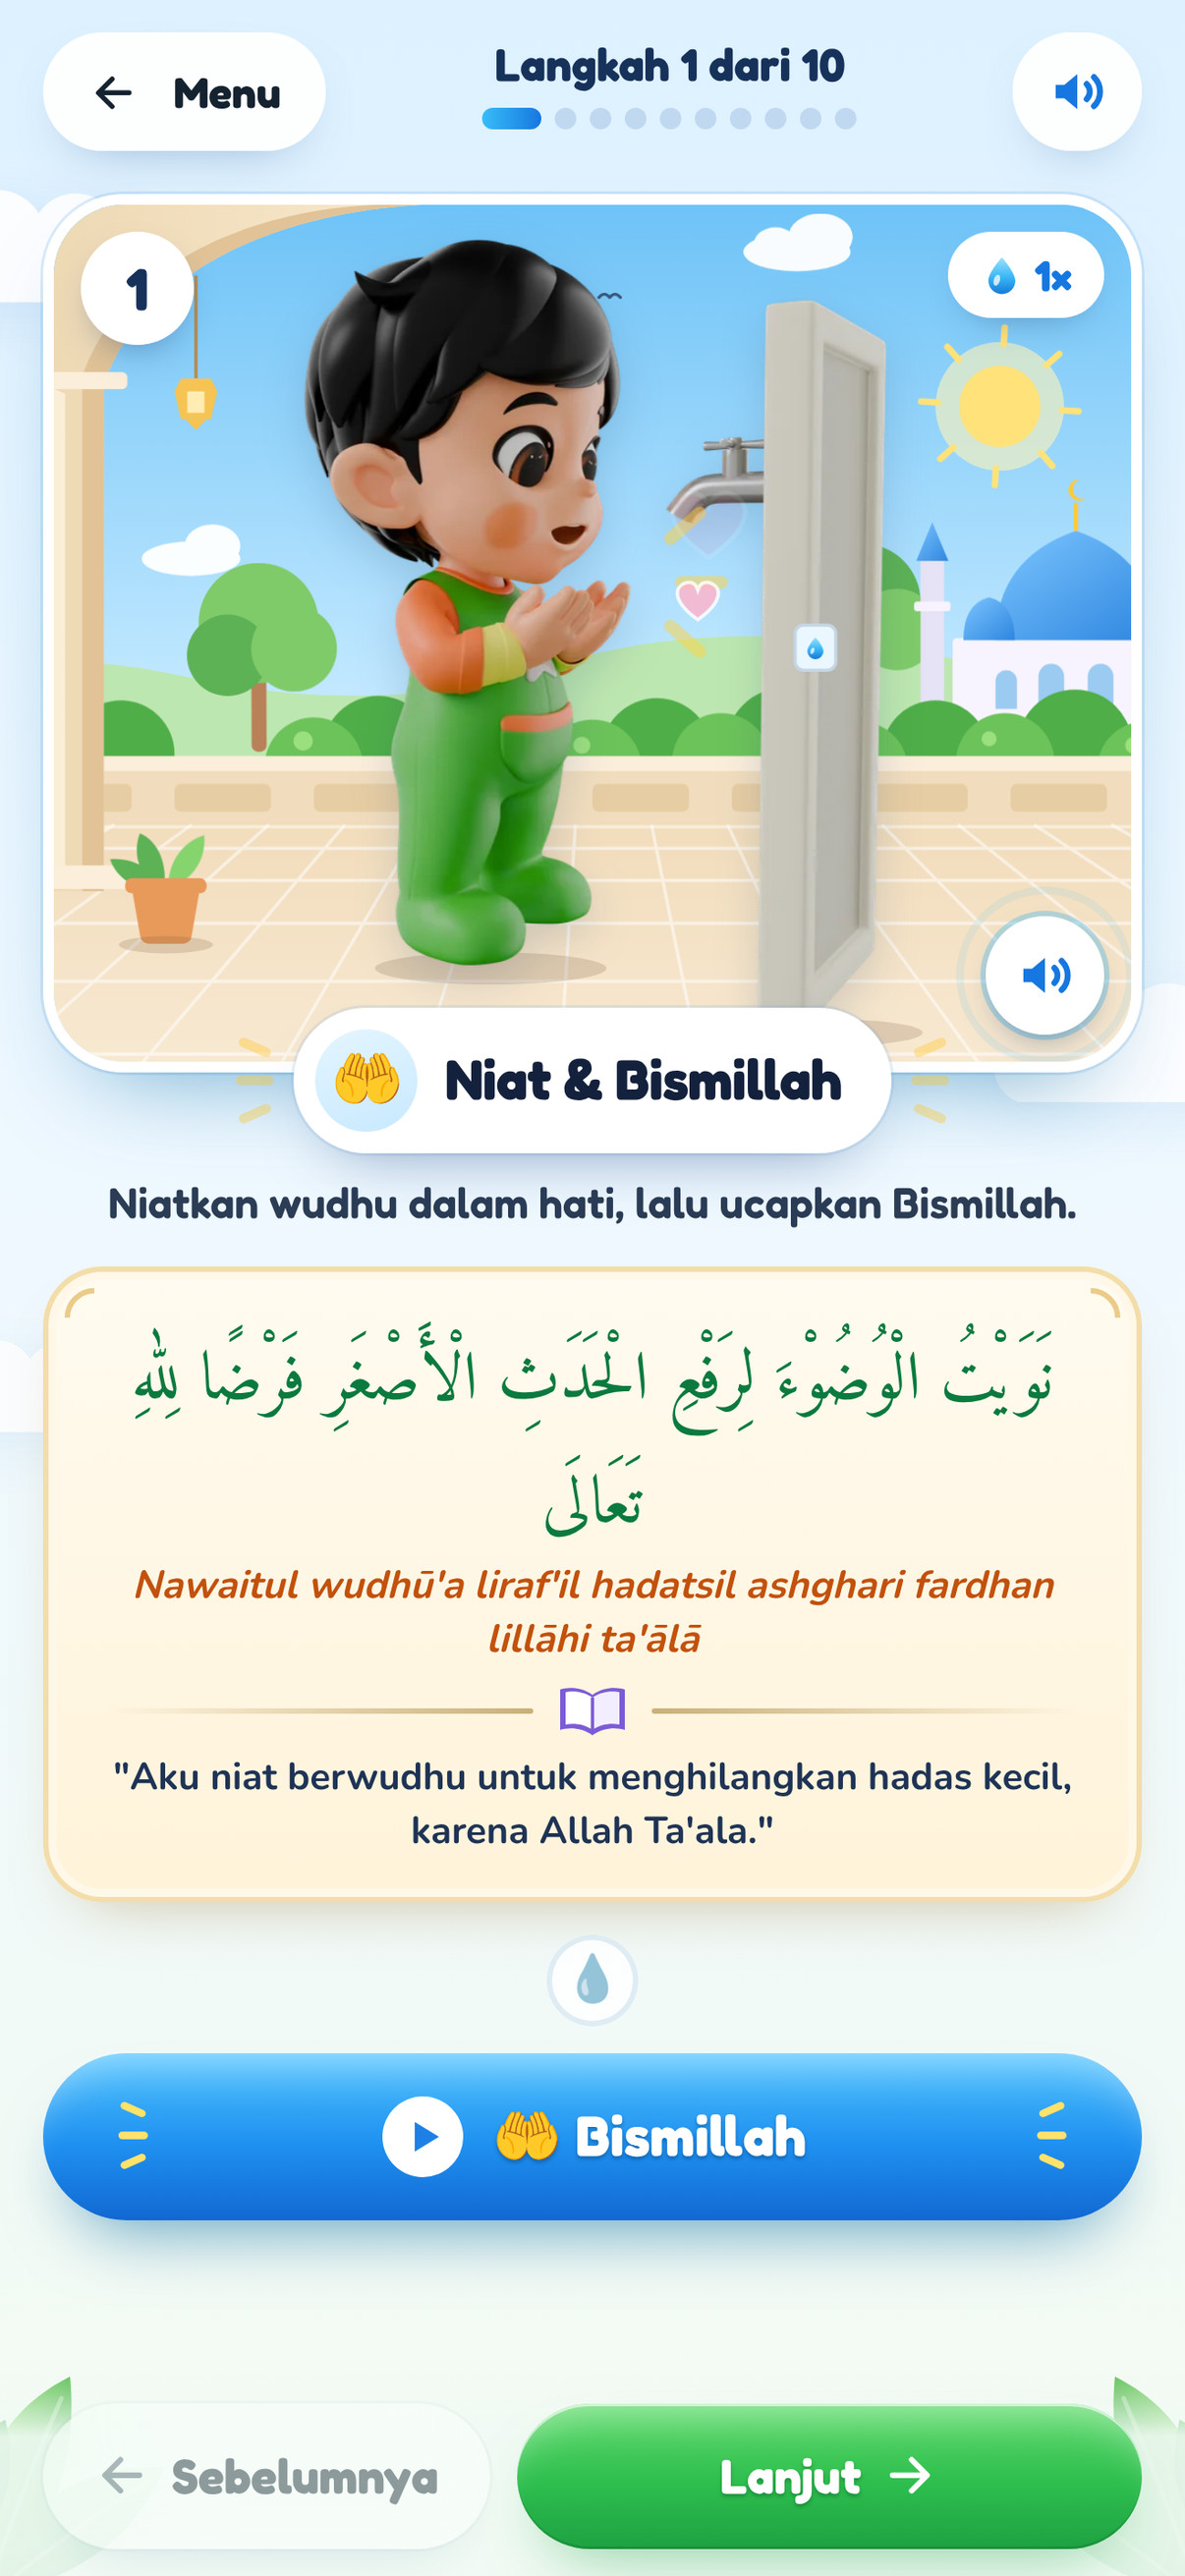 Menu
Langkah 1 dari 10
1
1x
Niat & Bismillah
Niatkan wudhu dalam hati, lalu ucapkan Bismillah.
نَوَيْتُ الْوُضُوْءَ لِرَفْعِ الْحَدَثِ الْأَصْغَرِ فَرْضًا لِلّٰهِ
تَعَالَى
Nawaitul wudhū'a liraf'il hadatsil ashghari fardhan
lillāhi ta'ālā
"Aku niat berwudhu untuk menghilangkan hadas kecil,
karena Allah Ta'ala."
Bismillah
Sebelumnya
Lanjut